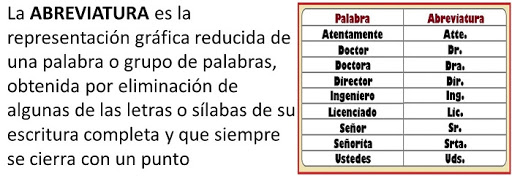 La ABREVIATURA es la
representación gráfica reducida de
una palabra o grupo de palabras,
obtenida por eliminación de
algunas de las letras o sílabas de su
escritura completa y que siempre
se cierra con un punto
Palabra Abreviatura
Atentamente Atte.
Doctor Dr.
Doctora Dra.
Director Dir.
Ingeniero Ing.
Licenciado Lic.
Señor Sr.
Señorita Srta.
Ustedes Uds.